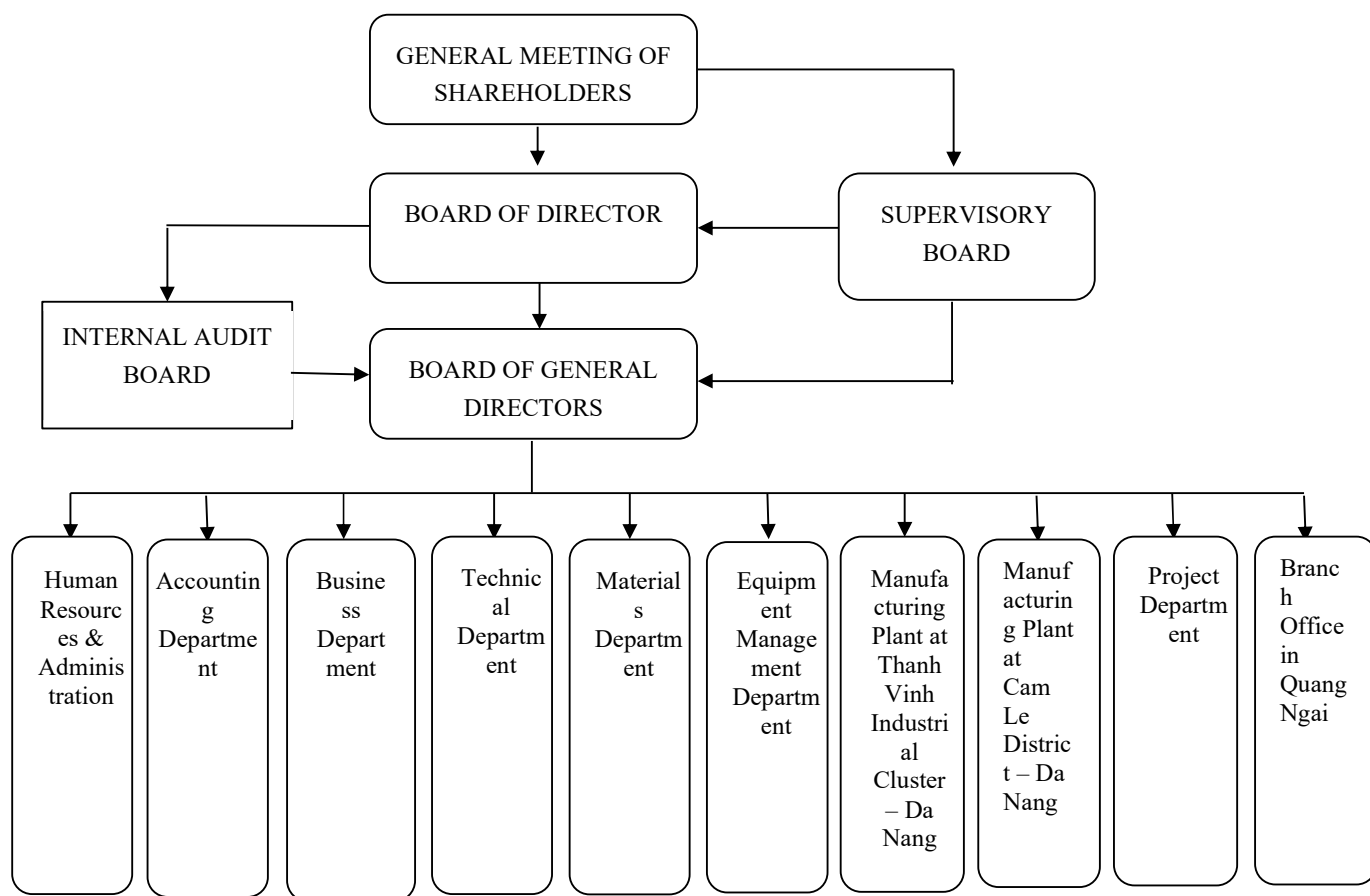 GENERAL MEETING OF
SHAREHOLDERS
BOARD OF DIRECTOR
SUPERVISORY
BOARD
INTERNAL AUDIT
BOARD
BOARD OF GENERAL
DIRECTORS
Human
Resourc
es &
Adminis
tration
Accountin
g
Departme
nt
Busine
ss
Depart
ment
Technic
al
Departm
ent
Material
s
Departm
ent
Equipm
ent
Manage
ment
Departm
ent
Manufa
cturing
Plant at
Thanh
Vinh
Industri
al
Cluster
– Da
Nang
Manuf
acturin
g Plant
at
Cam
Le
Distric
t – Da
Nang
Project
Departm
ent
Branc
h
Office
in
Quang
Ngai